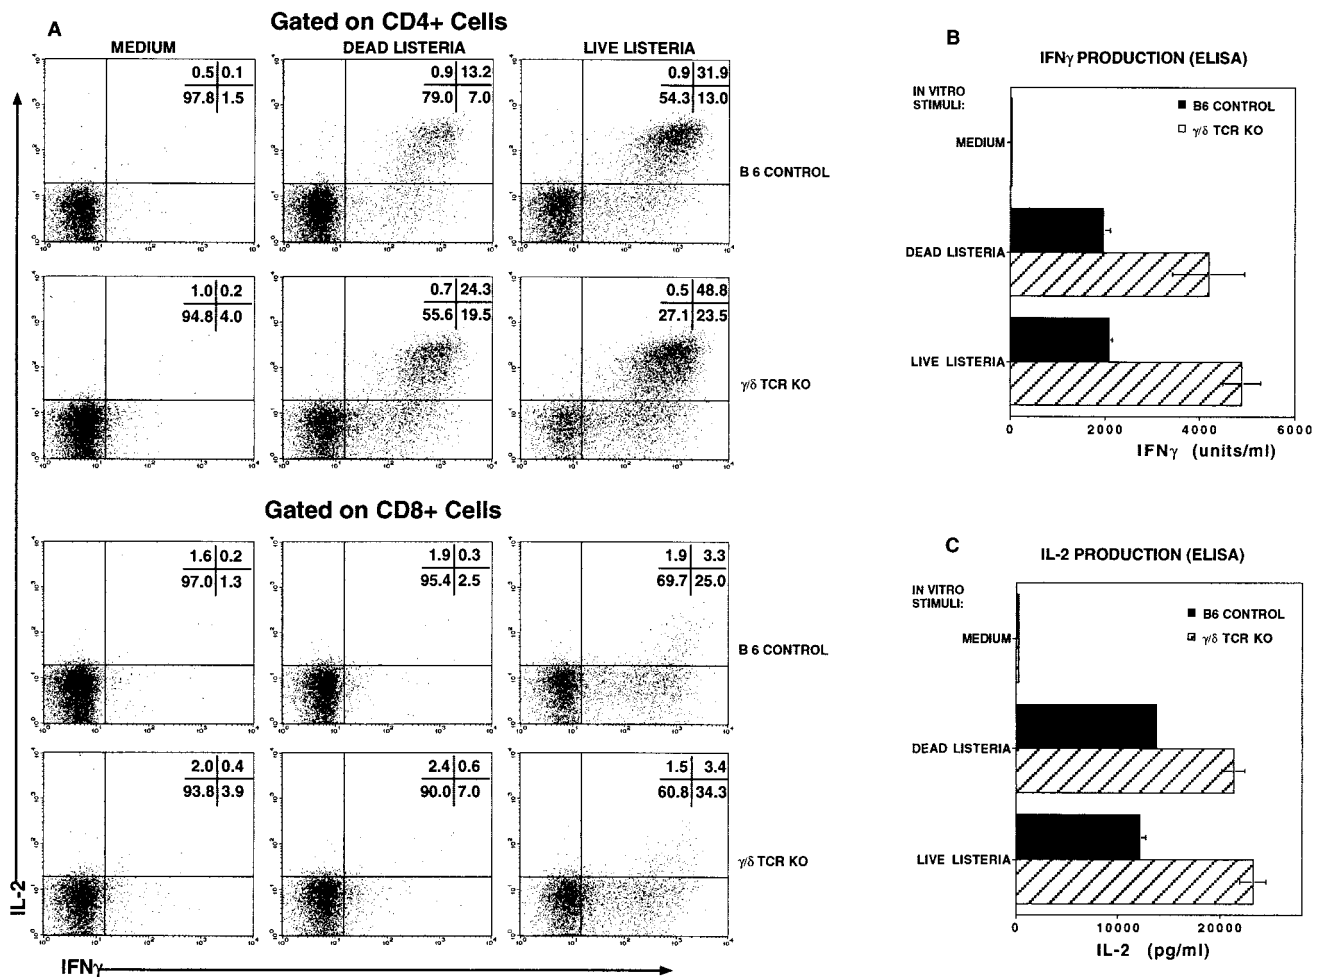 A
Gated on CD4+ Cells
MEDIUM DEAD LISTERIA LIVE LISTERIA
0.5 0.1
97.8 1.5
0.9 13.2
79.0 7.0
0.9 31.9
54.3 13.0
B 6 CONTROL
1.0 0.2
94.8 4.0
0.7 24.3
55.6 19.5
0.5 48.8
27.1 23.5
γ/δ TCR KO
Gated on CD8+ Cells
1.6 0.2
97.0 1.3
1.9 0.3
95.4 2.5
1.9 3.3
69.7 25.0
B 6 CONTROL
2.0 0.4
93.8 3.9
2.4 0.6
90.0 7.0
1.5 3.4
60.8 34.3
γ/δ TCR KO
IL-2
IFNγ
B
IFNγ PRODUCTION (ELISA)
IN VITRO
STIMULI:
B6 CONTROL
γ/δ TCR KO
MEDIUM
DEAD LISTERIA
LIVE LISTERIA
0 2000 4000 6000
IFNγ (units/ml)
C
IL-2 PRODUCTION (ELISA)
IN VITRO
STIMULI:
B6 CONTROL
γ/δ TCR KO
MEDIUM
DEAD LISTERIA
LIVE LISTERIA
0 10000 20000
IL-2 (pg/ml)